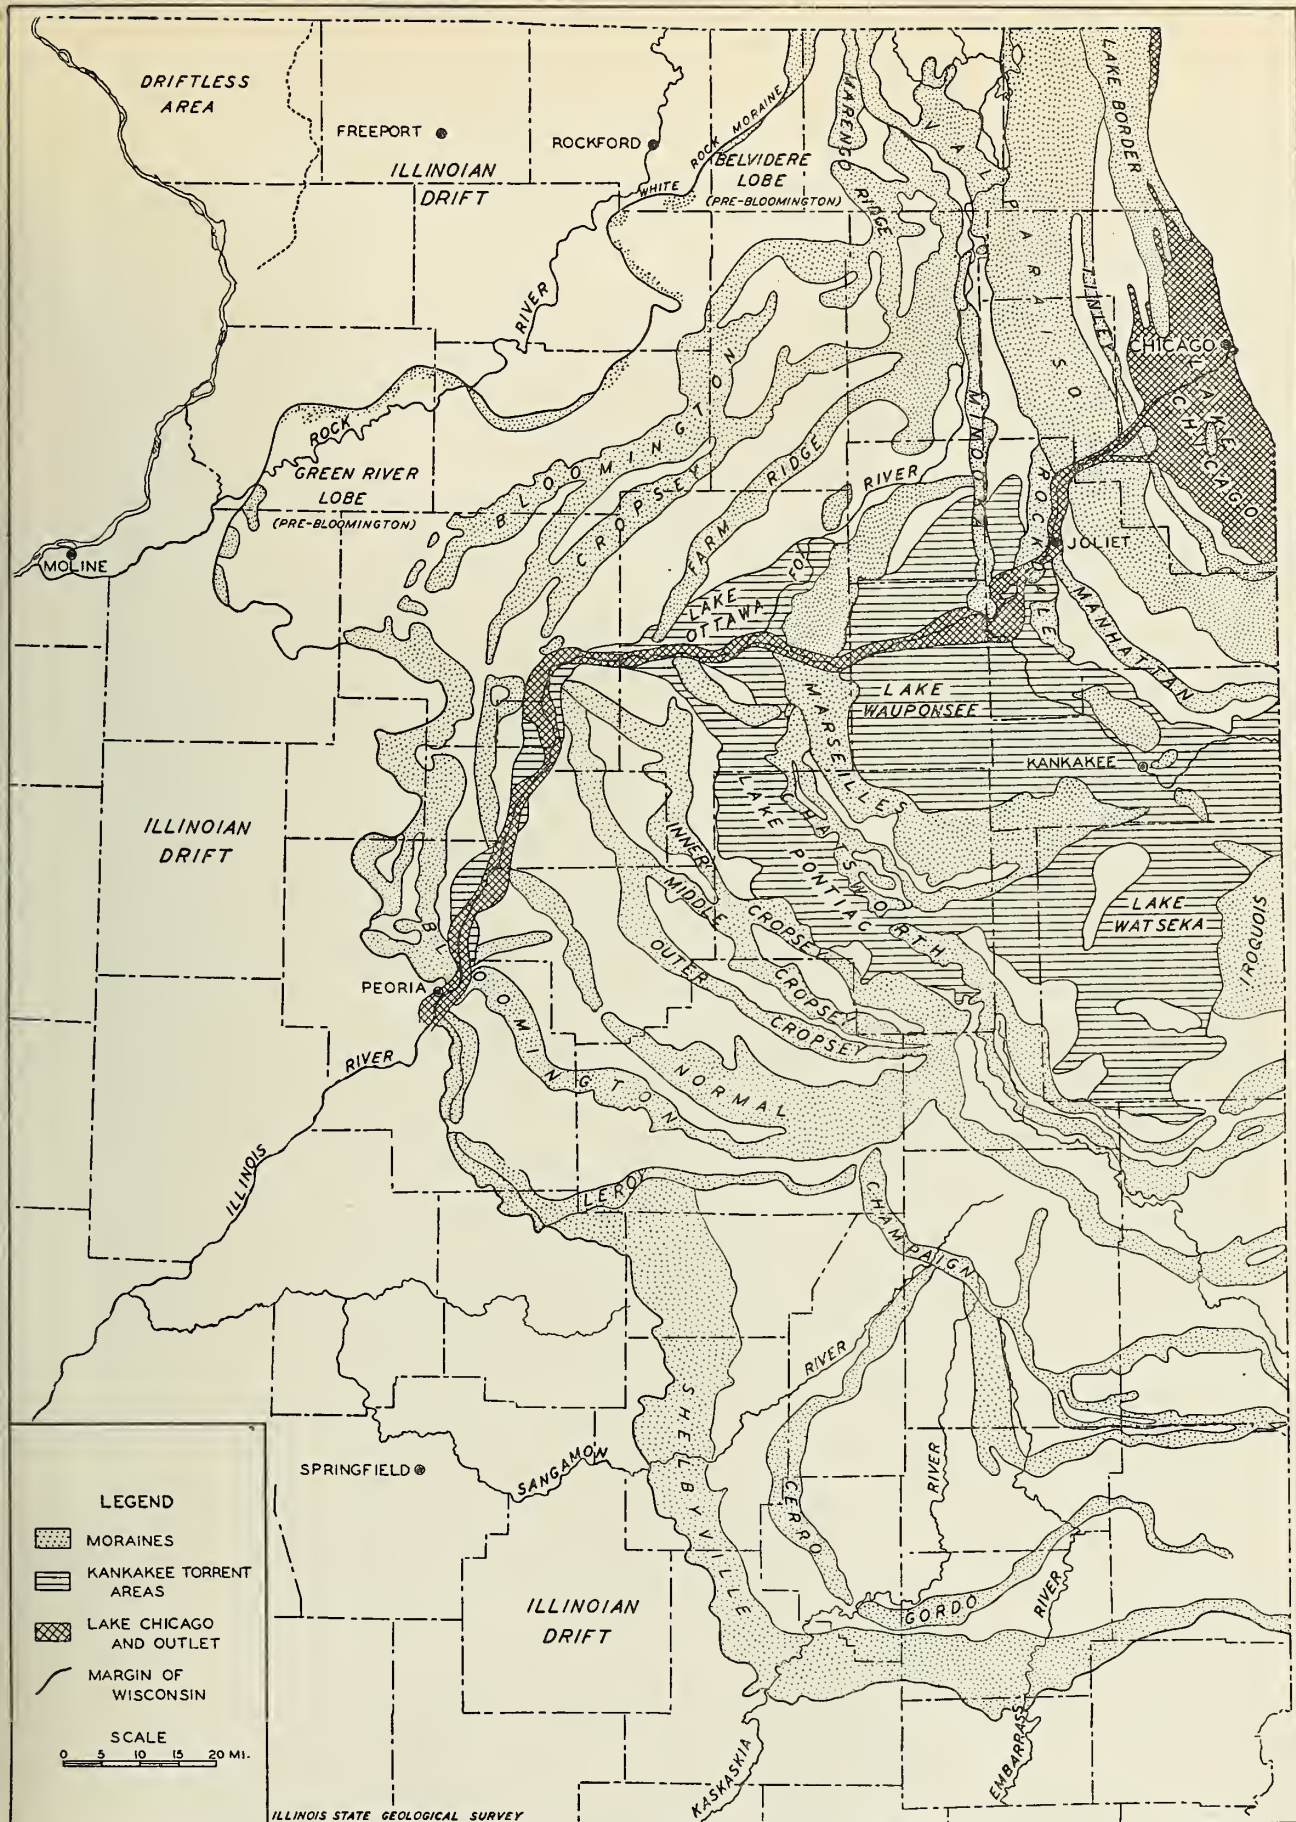 DRIFTLESS
AREA
FREEPORT
ROCKFORD
ILLINOIAN
DRIFT
WHITE ROCK MORAINE
BELVIDERE
LOBE
(PRE-BLOOMINGTON)
MARENGO RIDGE
VALPARAISO
LAKE BORDER
TINLEY
CHICAGO
LAKE
CHICAGO
MINOOKA
ROCKDALE
JOLIET
MANHATTAN
ROCK
RIVER
GREEN RIVER
LOBE
(PRE-BLOOMINGTON)
MOLINE
BLOOMINGTON
CROPSEY
FARM RIDGE
FOX RIVER
LAKE
OTTAWA
MARSEILLES
LAKE
WAUPONSEE
KANKAKEE
ILLINOIAN
DRIFT
LAKE PONTIAC
CHATSWORTH
LAKE
WATSEKA
IROQUOIS
INNER CROPSEY
MIDDLE CROPSEY
OUTER CROPSEY
PEORIA
BLOOMINGTON
NORMAL
ILLINOIS RIVER
LEROY
CHAMPAIGN
SHELBYVILLE
SPRINGFIELD
SANGAMON
RIVER
CERRO
GORDO
RIVER
KASKASKIA
RIVER
EMBARRASS
ILLINOIAN
DRIFT
LEGEND
MORAINES
KANKAKEE TORRENT
AREAS
LAKE CHICAGO
AND OUTLET
MARGIN OF
WISCONSIN
SCALE
0 5 10 15 20 MI.
ILLINOIS STATE GEOLOGICAL SURVEY